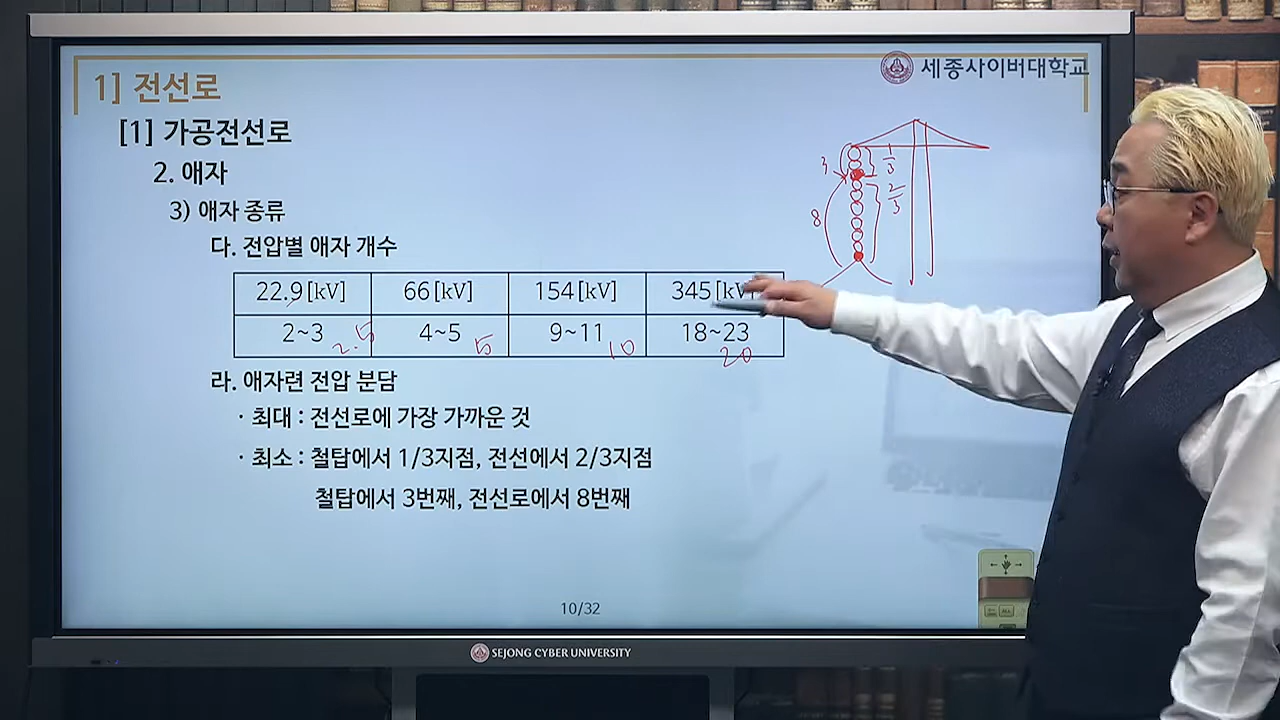 세종사이버대학교
1] 전선로
[1] 가공전선로
2. 애자
3) 애자 종류
다. 전압별 애자 개수
22.9[kV] 66[kV] 154[kV] 345[kV]
2~3 4~5 9~11 18~23
2.5 5 10 20
라. 애자련 전압 분담
· 최대 : 전선로에 가장 가까운 것
· 최소 : 철탑에서 1/3지점, 전선에서 2/3지점
철탑에서 3번째, 전선로에서 8번째
3 1/3
8 2/3
10/32
SEJONG CYBER UNIVERSITY